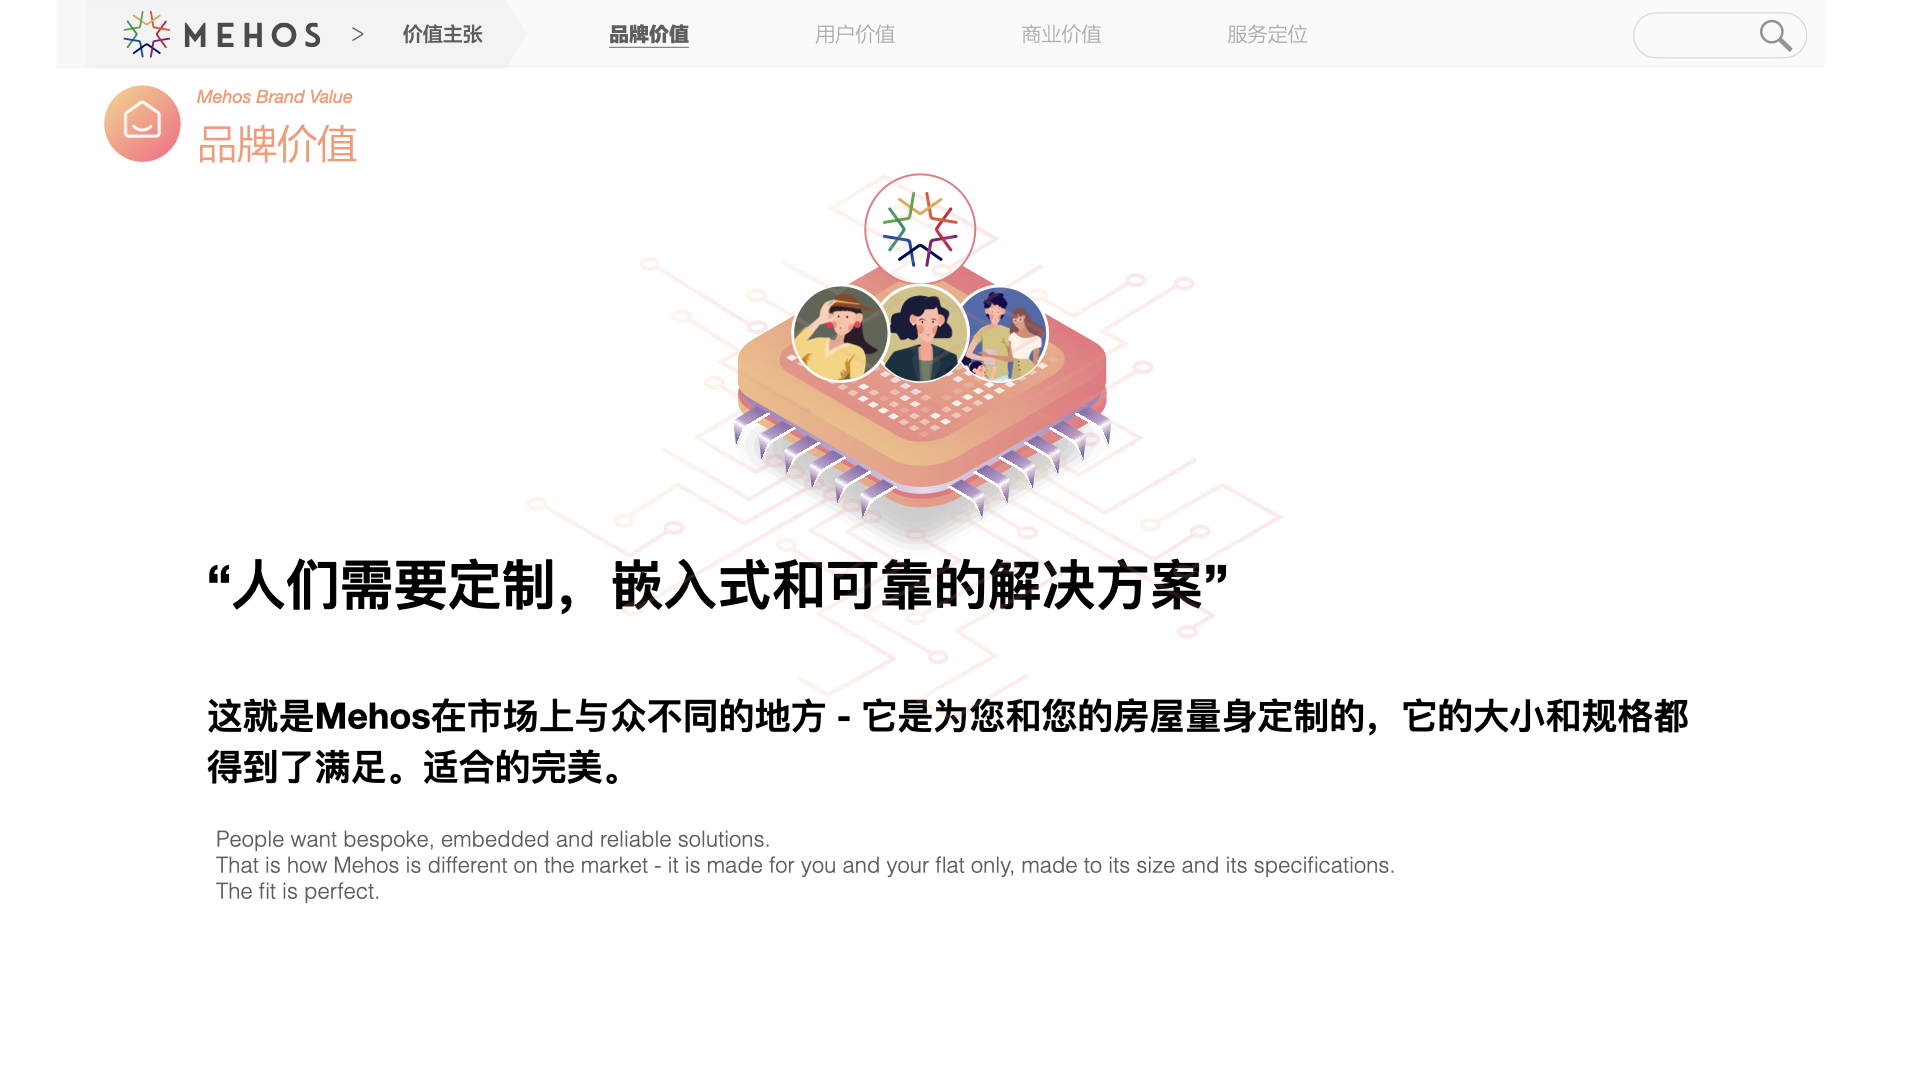 MEHOS > 价值主张 品牌价值 用户价值 商业价值 服务定位
Mehos Brand Value
品牌价值
“人们需要定制，嵌入式和可靠的解决方案”
这就是Mehos在市场上与众不同的地方 - 它是为您和您的房屋量身定制的，它的大小和规格都
得到了满足。适合的完美。
People want bespoke, embedded and reliable solutions.
That is how Mehos is different on the market - it is made for you and your flat only, made to its size and its specifications.
The fit is perfect.